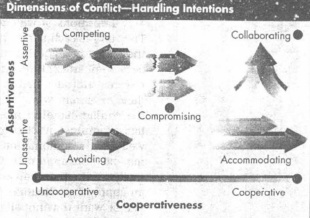 Dimensions of Conflict—Handling Intentions
Assertive
Competing
Collaborating
Assertiveness
Compromising
Unassertive
Avoiding
Accommodating
Uncooperative
Cooperative
Cooperativeness